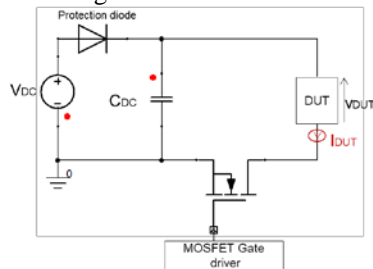 Protection diode
VDC
CDC
DUT
VDUT
IDUT
0
MOSFET Gate
driver